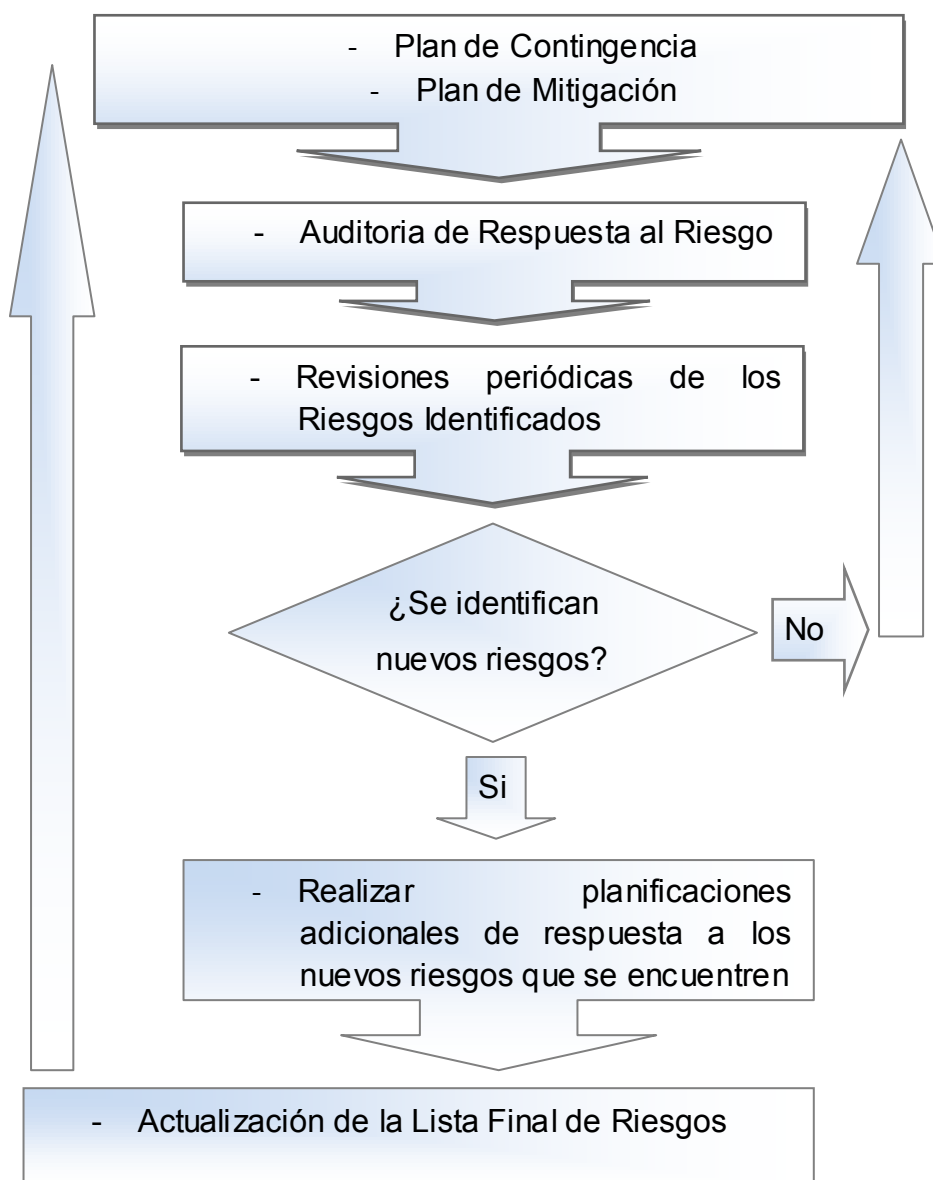 - Plan de Contingencia
- Plan de Mitigación
- Auditoria de Respuesta al Riesgo
- Revisiones periódicas de los
Riesgos Identificados
¿Se identifican
nuevos riesgos?
No
Si
- Realizar planificaciones
adicionales de respuesta a los
nuevos riesgos que se encuentren
- Actualización de la Lista Final de Riesgos